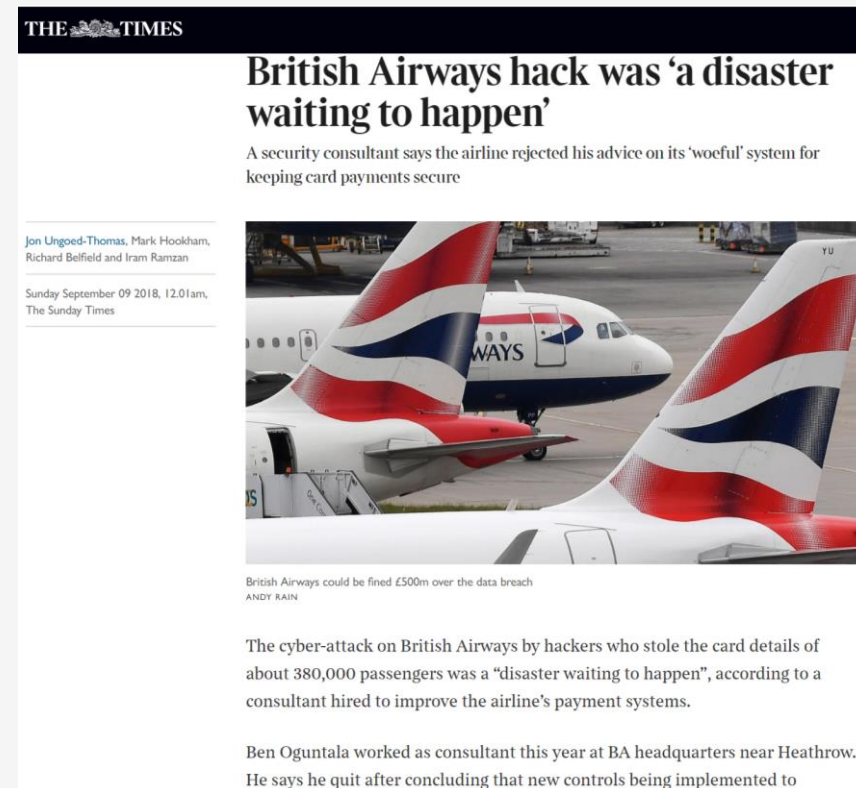 THE TIMES
British Airways hack was ‘a disaster
waiting to happen’
A security consultant says the airline rejected his advice on its ‘woeful’ system for
keeping card payments secure
Jon Ungoed-Thomas, Mark Hookham,
Richard Belfield and Iram Ramzan
Sunday September 09 2018, 12.01am,
The Sunday Times
YU
WAYS
British Airways could be fined £500m over the data breach
ANDY RAIN
The cyber-attack on British Airways by hackers who stole the card details of
about 380,000 passengers was a “disaster waiting to happen”, according to a
consultant hired to improve the airline’s payment systems.
Ben Oguntala worked as consultant this year at BA headquarters near Heathrow.
He says he quit after concluding that new controls being implemented to